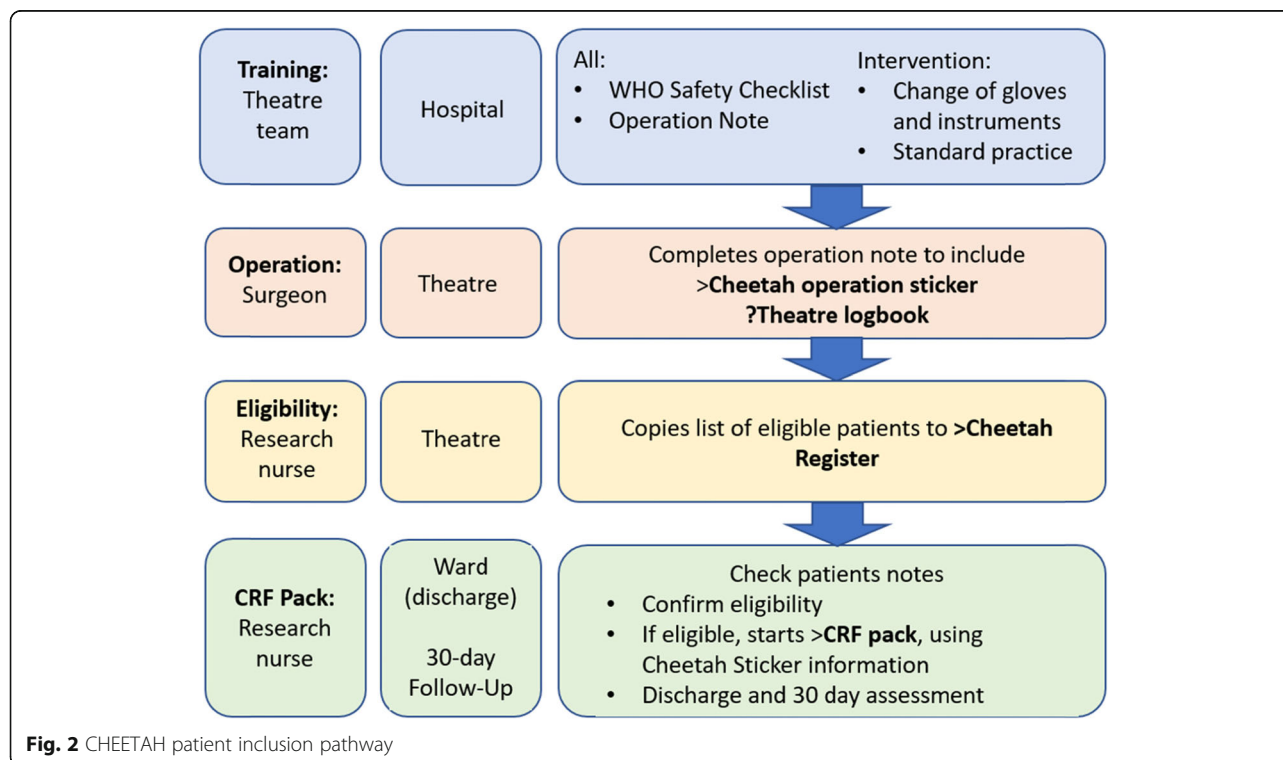 Training:
Theatre
team
Hospital
All:
• WHO Safety Checklist
• Operation Note
Intervention:
• Change of gloves
and instruments
• Standard practice
Operation:
Surgeon
Theatre
Completes operation note to include
>Cheetah operation sticker
?Theatre logbook
Eligibility:
Research
nurse
Theatre
Copies list of eligible patients to >Cheetah
Register
CRF Pack:
Research
nurse
Ward
(discharge)
30-day
Follow-Up
Check patients notes
• Confirm eligibility
• If eligible, starts >CRF pack, using
Cheetah Sticker information
• Discharge and 30 day assessment
Fig. 2 CHEETAH patient inclusion pathway